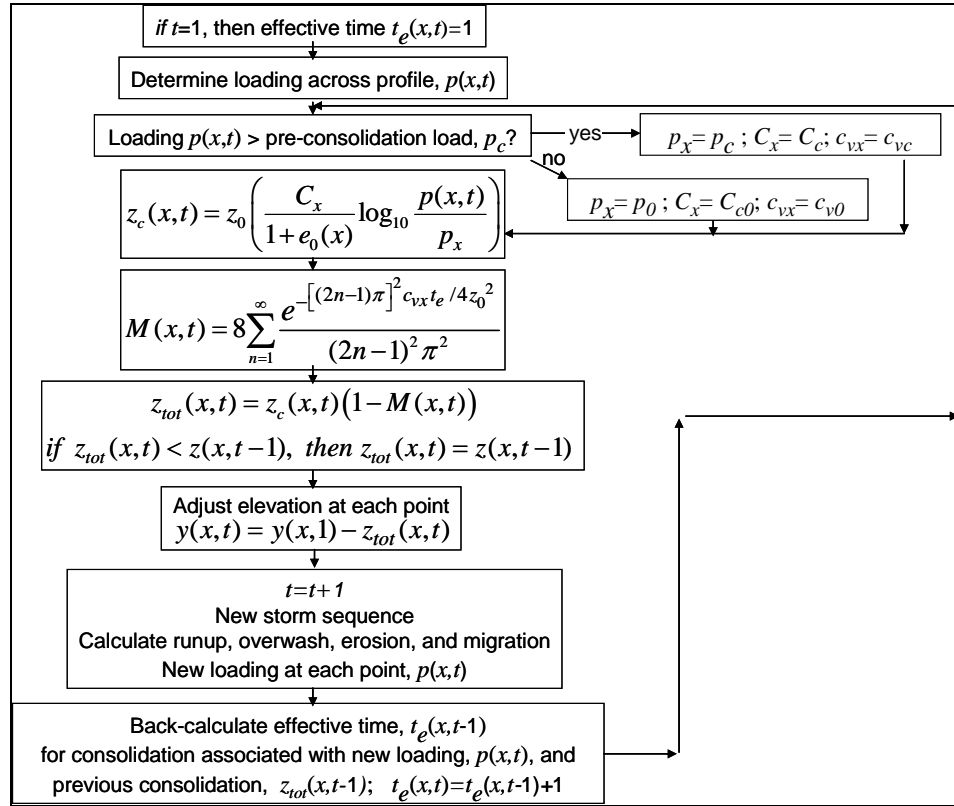 if t=1, then effective time t_e(x,t)=1
Determine loading across profile, p(x,t)
Loading p(x,t) > pre-consolidation load, p_c?
yes
p_x= p_c ; C_x= C_c; c_vx= c_vc
no
p_x= p_0 ; C_x= C_c0; c_vx= c_v0
z_c(x,t) = z_0 ( C_x / (1+e_0(x)) log_10 p(x,t) / p_x )
M(x,t) = 8 ∑_{n=1}^{∞} e^{-[(2n-1)π]^2 c_vx t_e /4z_0^2} / (2n-1)^2 π^2
z_tot(x,t) = z_c(x,t)(1-M(x,t))
if z_tot(x,t) < z(x,t-1), then z_tot(x,t) = z(x,t-1)
Adjust elevation at each point
y(x,t) = y(x,1) - z_tot(x,t)
t=t+1
New storm sequence
Calculate runup, overwash, erosion, and migration
New loading at each point, p(x,t)
Back-calculate effective time, t_e(x,t-1)
for consolidation associated with new loading, p(x,t), and
previous consolidation, z_tot(x,t-1); t_e(x,t)=t_e(x,t-1)+1